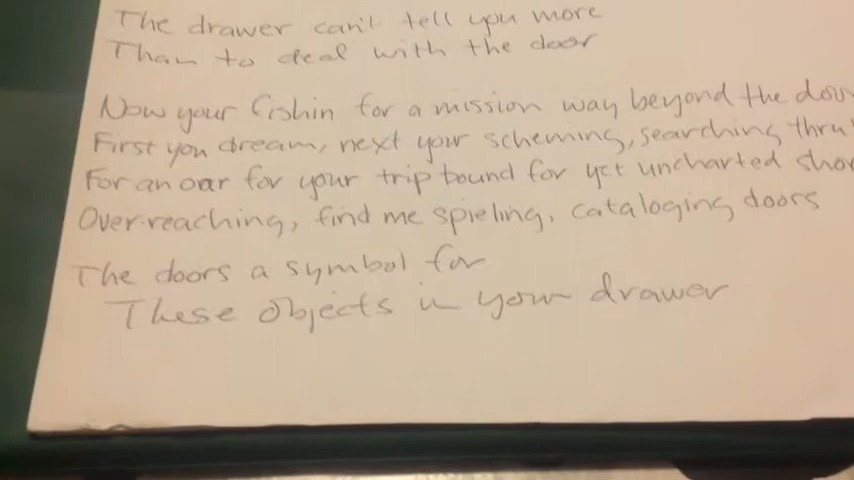 The drawer can't tell you more
Than to deal with the door
Now your fishin for a mission way beyond the
First you dream, next your scheming, searching thru
For an oar for your trip bound for yet uncharted
Over-reaching, find me spieling, cataloging doors
The doors a symbol for
These objects in your drawer